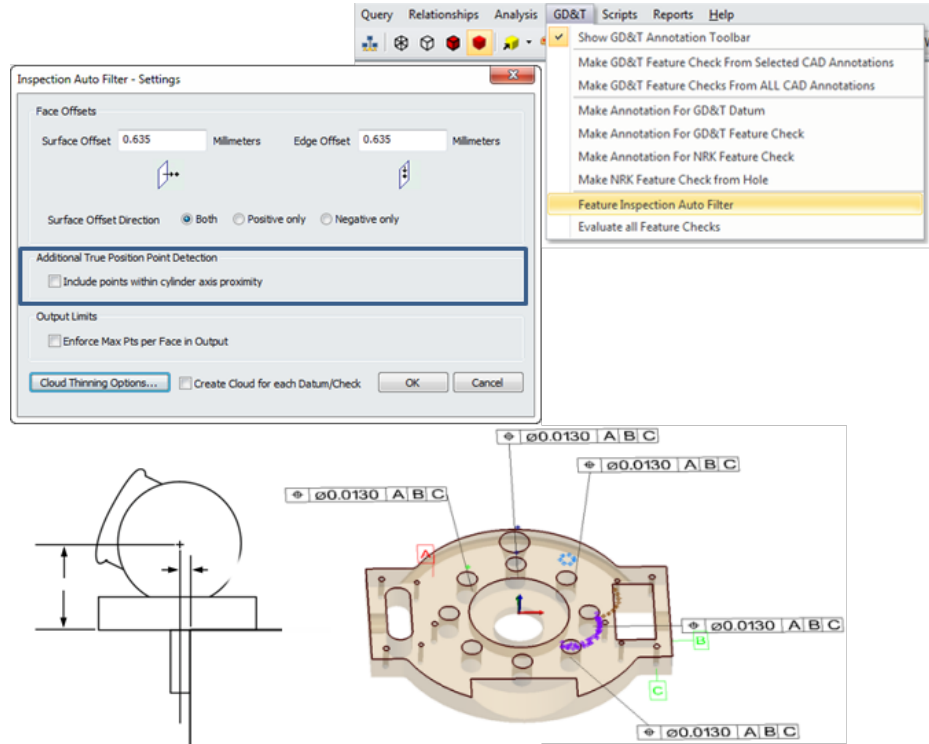 Query Relationships Analysis GD&T Scripts Reports Help
Show GD&T Annotation Toolbar
Make GD&T Feature Check From Selected CAD Annotations
Make GD&T Feature Checks From ALL CAD Annotations
Make Annotation For GD&T Datum
Make Annotation For GD&T Feature Check
Make Annotation For NRK Feature Check
Make NRK Feature Check from Hole
Feature Inspection Auto Filter
Evaluate all Feature Checks
Inspection Auto Filter - Settings
Face Offsets
Surface Offset 0.635 Millimeters Edge Offset 0.635 Millimeters
Surface Offset Direction Both Positive only Negative only
Additional True Position Point Detection
Include points within cylinder axis proximity
Output Limits
Enforce Max Pts per Face in Output
Cloud Thinning Options... Create Cloud for each Datum/Check OK Cancel
⌖ ⌀0.0130 A B C
⌖ ⌀0.0130 A B C
⌖ ⌀0.0130 A B C
A
⌖ ⌀0.0130 A B C
B
C
⌖ ⌀0.0130 A B C